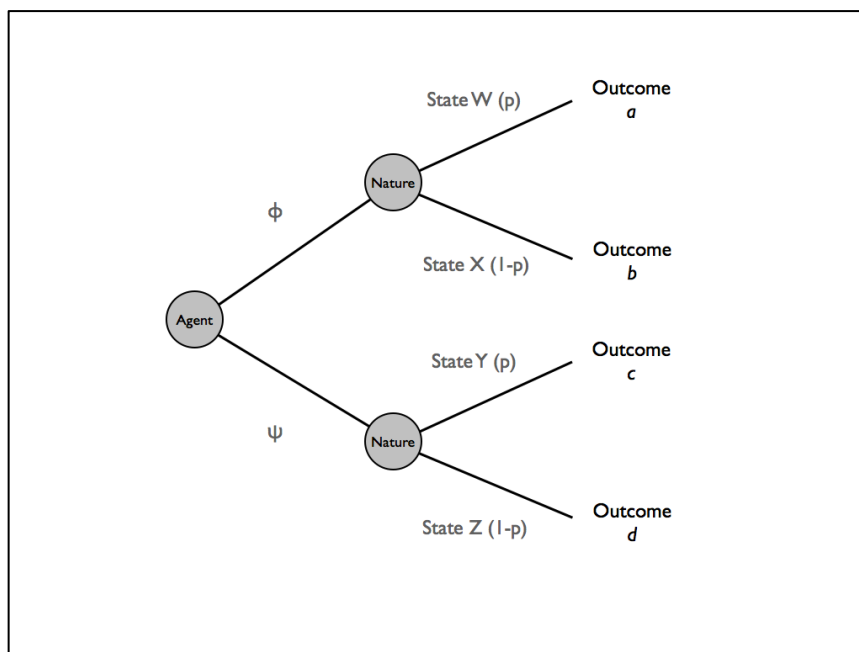 State W (p)
Outcome
a
Nature
ϕ
State X (1-p)
Outcome
b
Agent
State Y (p)
Outcome
c
ψ
Nature
State Z (1-p)
Outcome
d